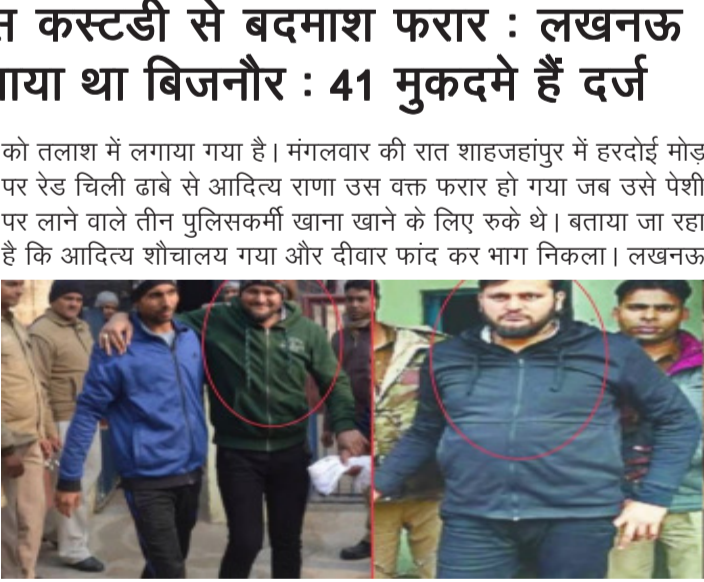 कस्टडी से बदमाश फरार : लखनऊ
था बिजनौर : 41 मुकदमे हैं दर्ज
को तलाश में लगाया गया है। मंगलवार की रात शाहजहांपुर में हरदोई मोड़
पर रेड चिली ढाबे से आदित्य राणा उस वक्त फरार हो गया जब उसे पेशी
पर लाने वाले तीन पुलिसकर्मी खाना खाने के लिए रुके थे। बताया जा रहा
है कि आदित्य शौचालय गया और दीवार फांद कर भाग निकला। लखनऊ